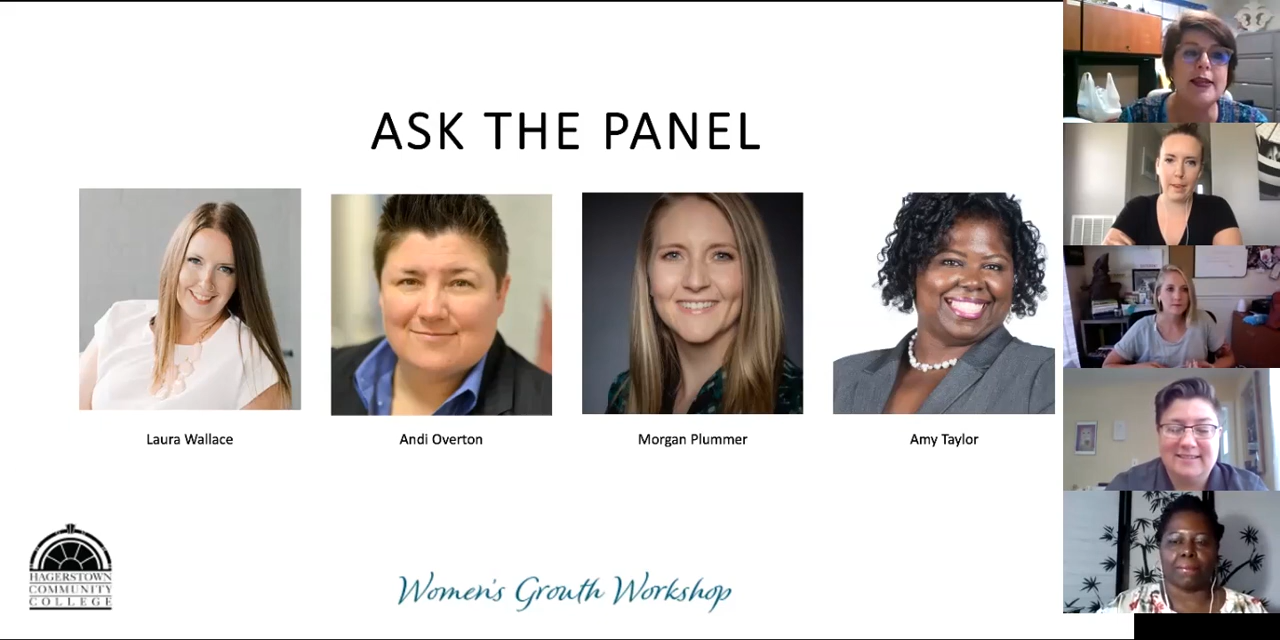 ASK THE PANEL
Laura Wallace
Andi Overton
Morgan Plummer
Amy Taylor
HAGERSTOWN
COMMUNITY
COLLEGE
Women's Growth Workshop